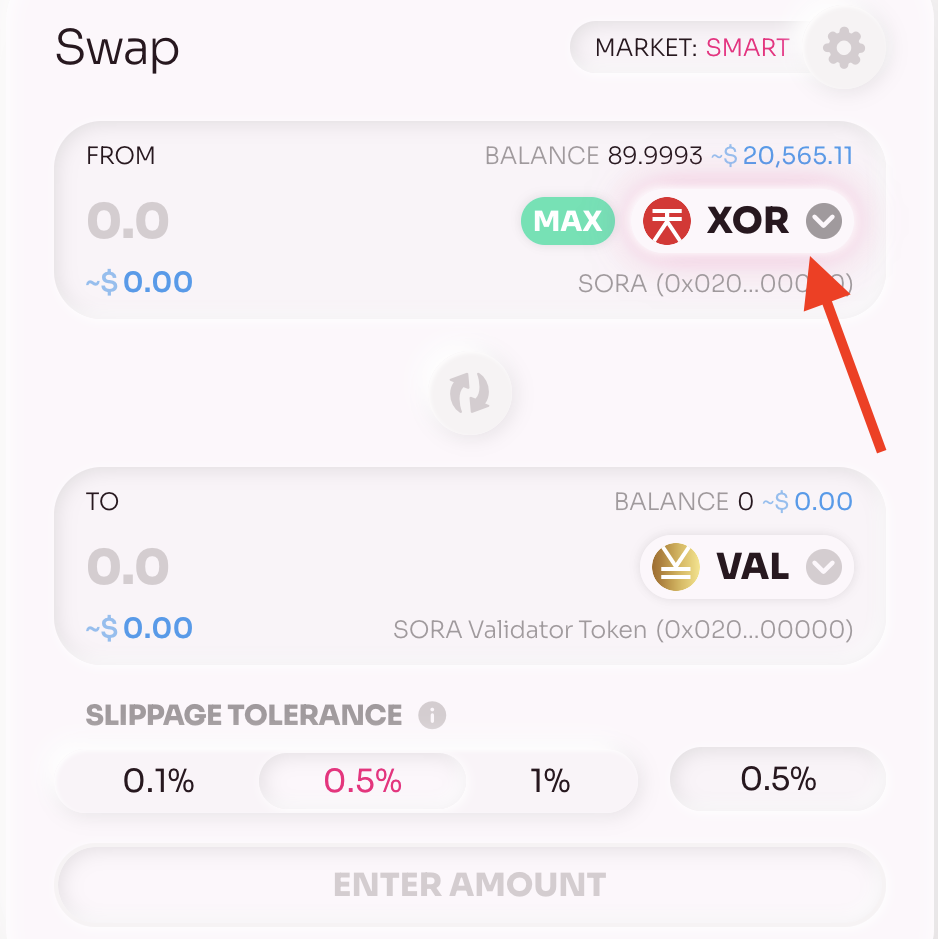 Swap
MARKET: SMART
FROM
BALANCE 89.9993 ~$ 20,565.11
0.0
MAX
XOR
~$ 0.00
SORA (0x020...00000)
TO
BALANCE 0 ~$ 0.00
0.0
VAL
~$ 0.00
SORA Validator Token (0x020...00000)
SLIPPAGE TOLERANCE
0.1%
0.5%
1%
0.5%
ENTER AMOUNT